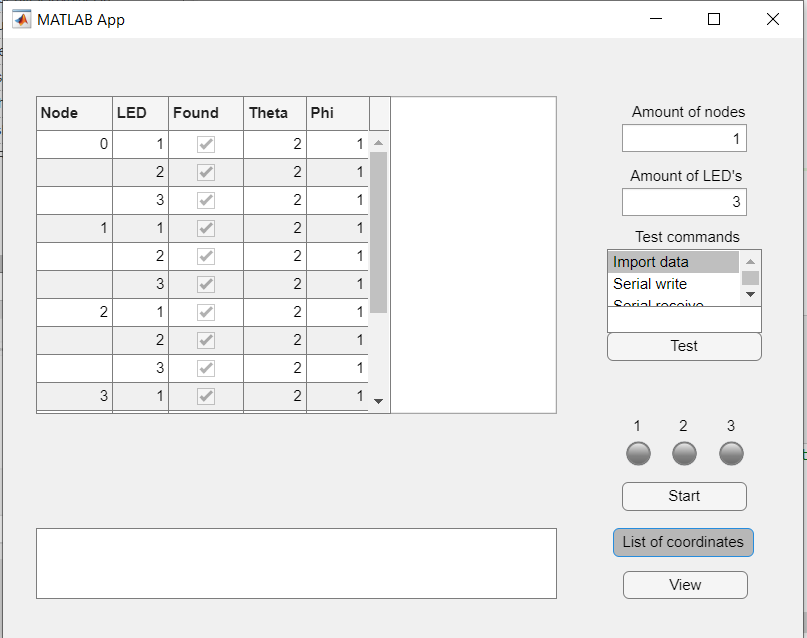 MATLAB App
Node LED Found Theta Phi
0 1 2 1
2 2 1
3 2 1
1 1 2 1
2 2 1
3 2 1
2 1 2 1
2 2 1
3 2 1
3 1 2 1
Amount of nodes
1
Amount of LED's
3
Test commands
Import data
Serial write
Serial receive
Test
1 2 3
Start
List of coordinates
View